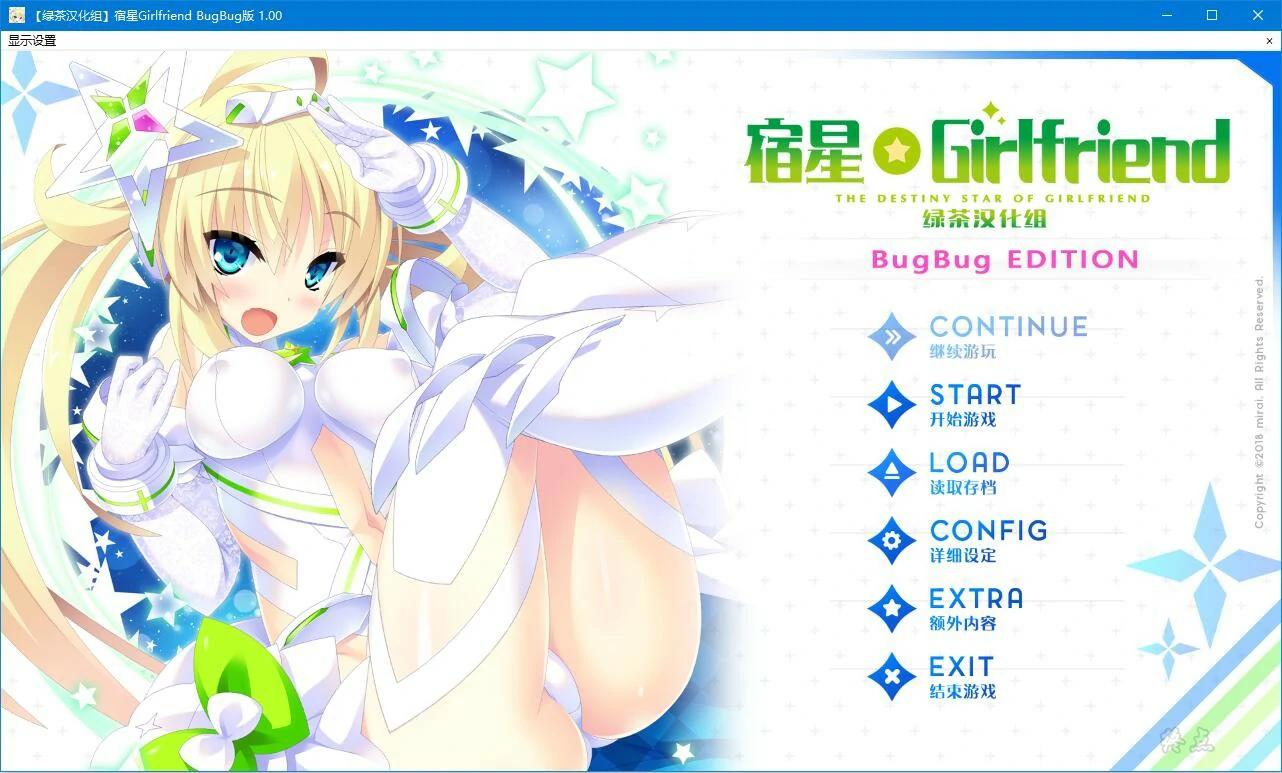 【绿茶汉化组】宿星Girlfriend BugBug版 1.00
显示设置
宿星★Girlfriend
THE DESTINY STAR OF GIRLFRIEND
绿茶汉化组
BugBug EDITION
CONTINUE
继续游玩
START
开始游戏
LOAD
读取存档
CONFIG
详细设定
EXTRA
额外内容
EXIT
结束游戏
Copyright ©2018 mirai. All Rights Reserved.
终点